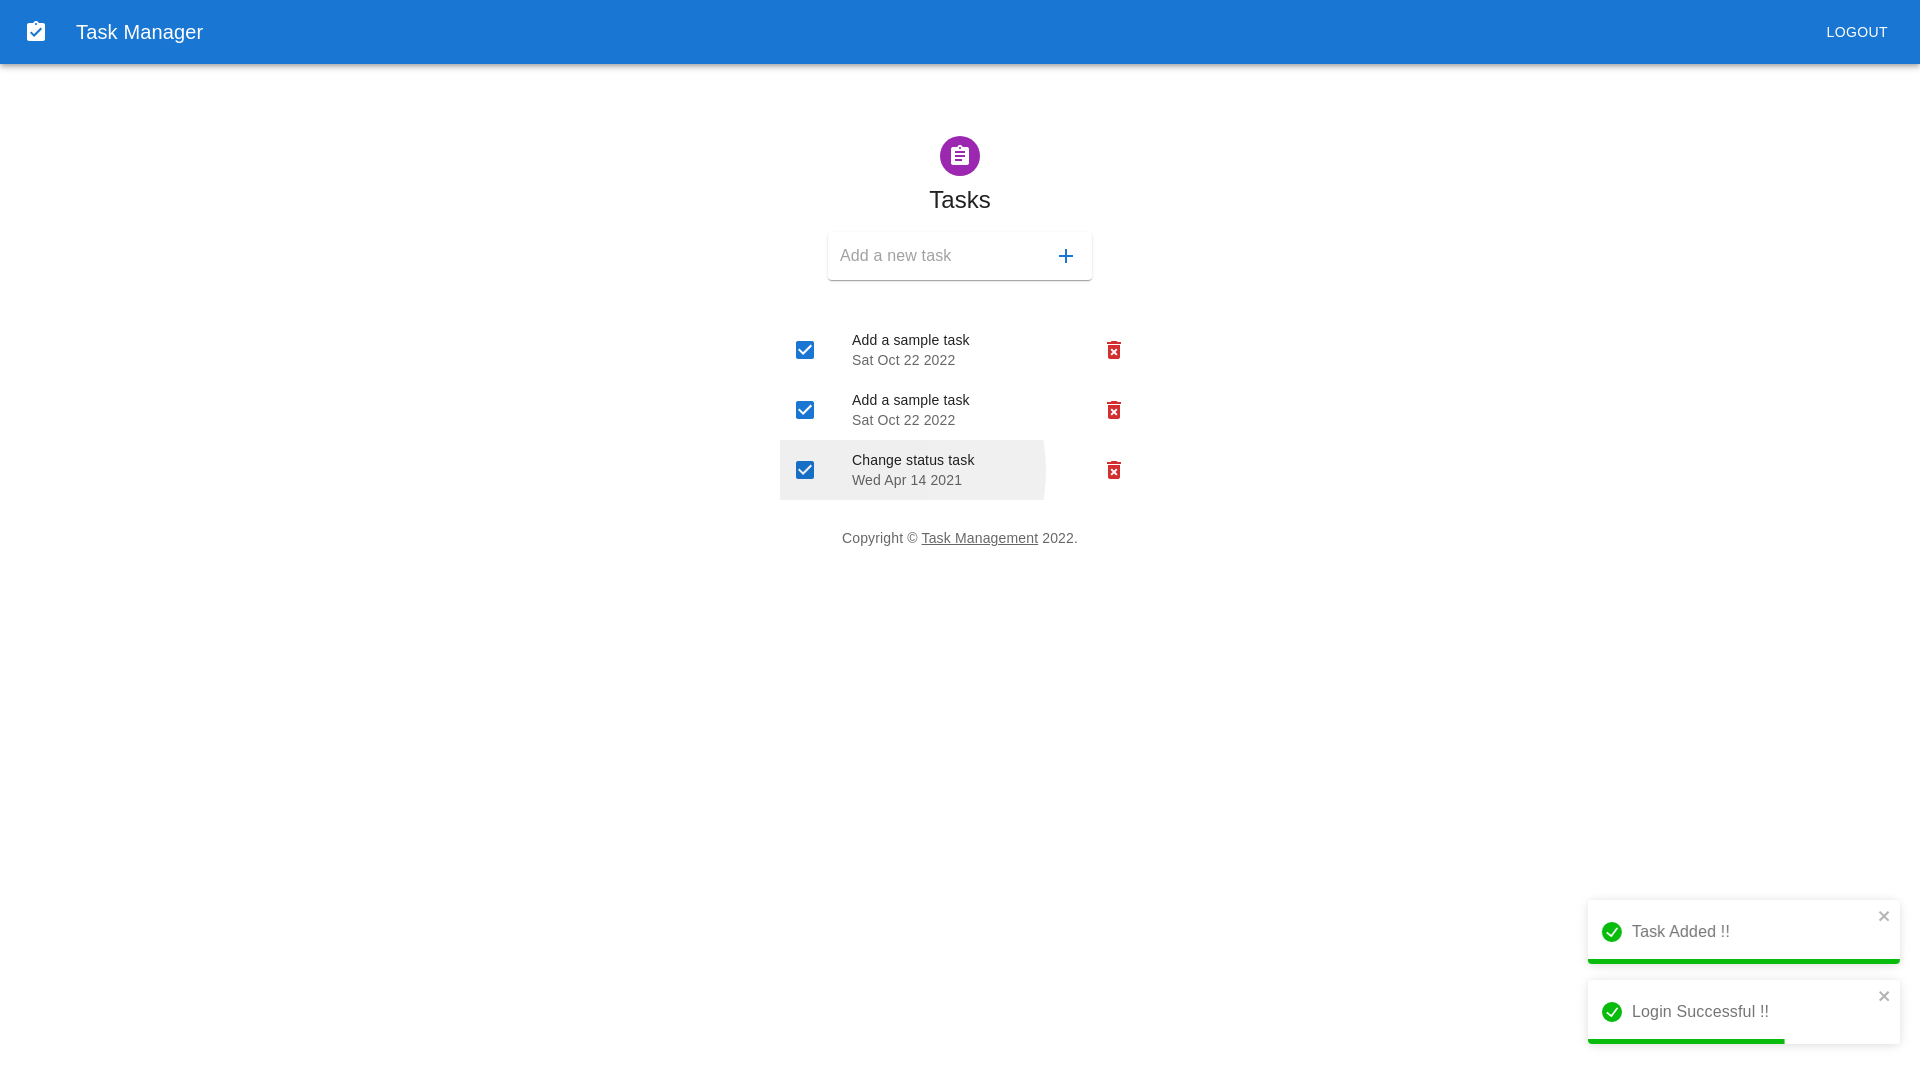 Task Manager
LOGOUT
Tasks
Add a new task
Add a sample task
Sat Oct 22 2022
Add a sample task
Sat Oct 22 2022
Change status task
Wed Apr 14 2021
Copyright © Task Management 2022.
Task Added !!
Login Successful !!